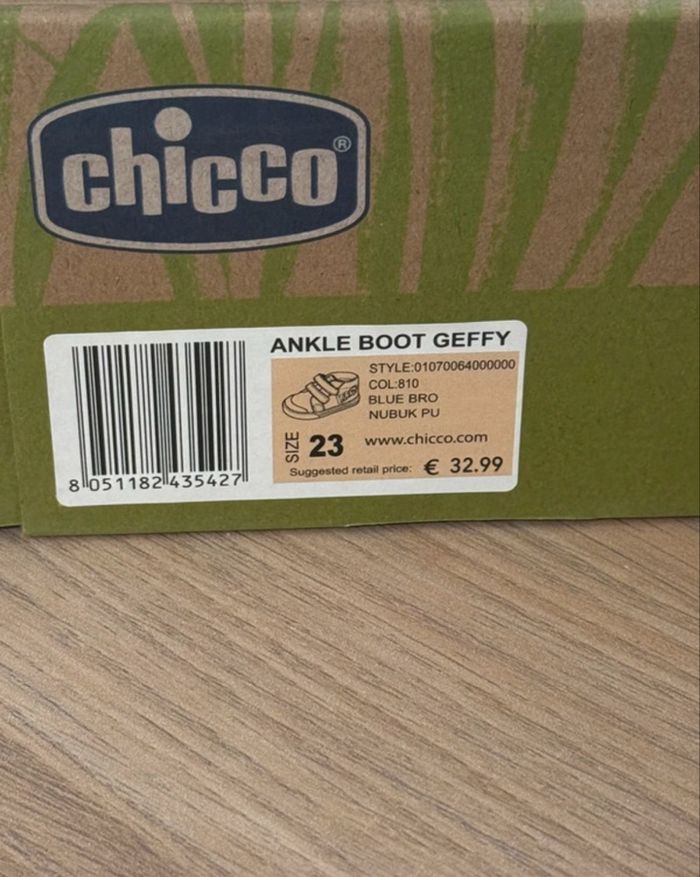 chicco®
ANKLE BOOT GEFFY
STYLE:01070064000000
COL:810
BLUE BRO
NUBUK PU
SIZE 23 www.chicco.com
Suggested retail price: € 32.99
8 051182 435427